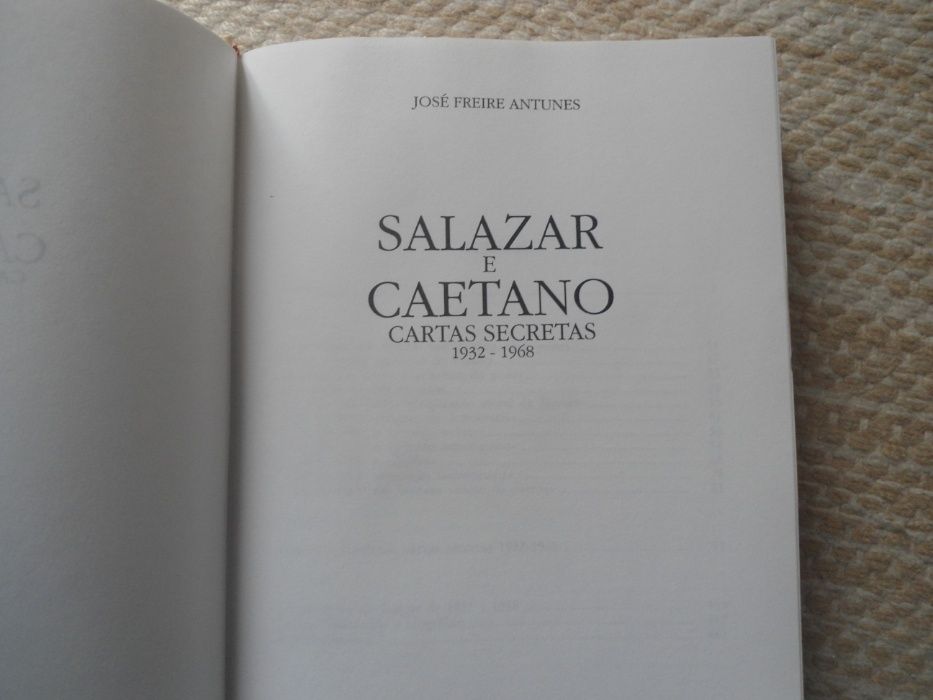 JOSÉ FREIRE ANTUNES
SALAZAR
E
CAETANO
CARTAS SECRETAS
1932 - 1968